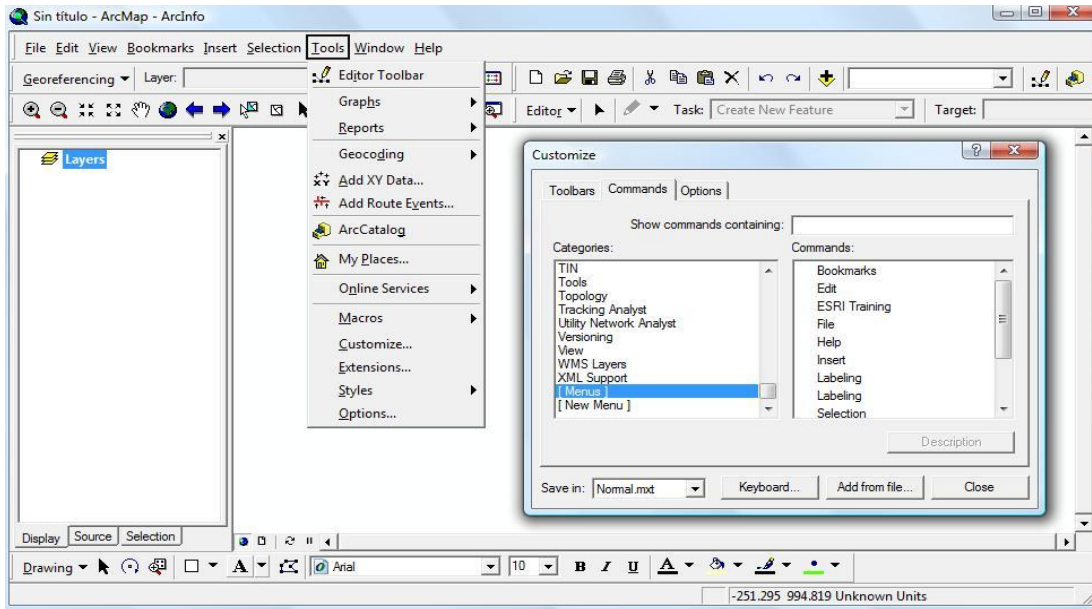 Sin título - ArcMap - ArcInfo
File Edit View Bookmarks Insert Selection Tools Window Help
Georeferencing Layer:
Editor Task: Create New Feature Target:
Layers
Editor Toolbar
Graphs
Reports
Geocoding
Add XY Data...
Add Route Events...
ArcCatalog
My Places...
Online Services
Macros
Customize...
Extensions...
Styles
Options...
Customize
Toolbars Commands Options
Show commands containing:
Categories:
TIN
Tools
Topology
Tracking Analyst
Utility Network Analyst
Versioning
View
WMS Layers
XML Support
[ Menus ]
[ New Menu ]
Commands:
Bookmarks
Edit
ESRI Training
File
Help
Insert
Labeling
Labeling
Selection
Description
Save in: Normal.mxt Keyboard... Add from file... Close
Display Source Selection
Drawing A Arial 10 B I U A
-251.295 994.819 Unknown Units